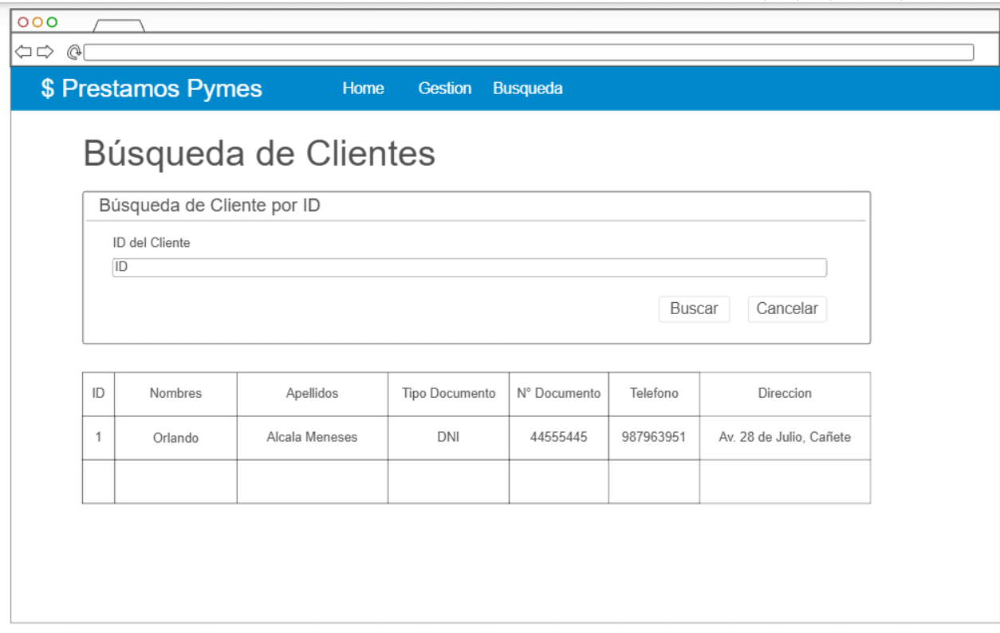 $ Prestamos Pymes Home Gestion Busqueda
Búsqueda de Clientes
Búsqueda de Cliente por ID
ID del Cliente
ID
Buscar Cancelar
ID Nombres Apellidos Tipo Documento N° Documento Telefono Direccion
1 Orlando Alcala Meneses DNI 44555445 987963951 Av. 28 de Julio, Cañete